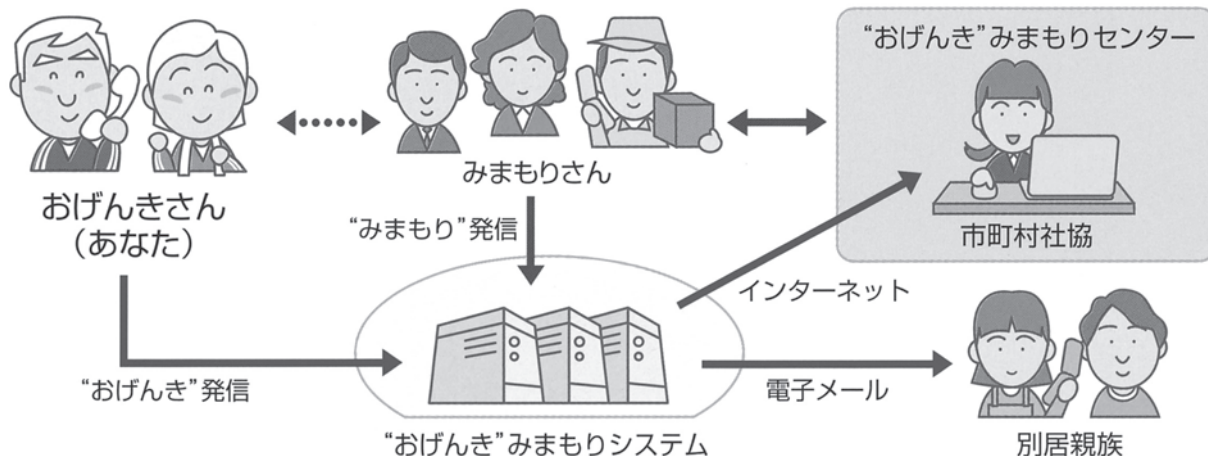 “おげんき”みまもりセンター
みまもりさん
おげんきさん
(あなた)
“みまもり”発信
市町村社協
インターネット
“おげんき”発信
電子メール
“おげんき”みまもりシステム
別居親族